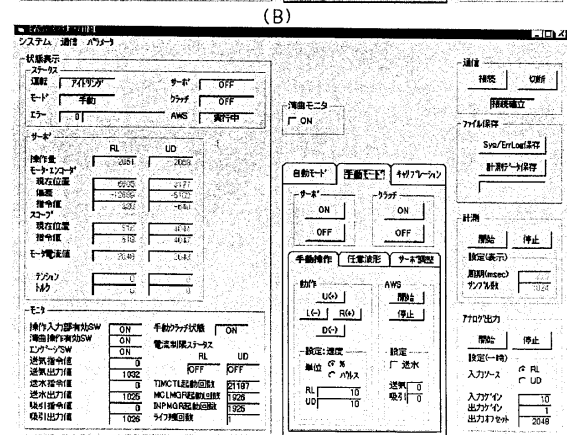 (B)
システム 通信 パラメータ
状態表示
ステータス
運転 アイドリング サーボ OFF
モード 手動 クラッチ OFF
エラー 0 AWS 実行中
サーボ
RL UD
操作量 2051
モータ・エンコーダ
現在位置
偏差
指令値
スコープ
現在位置
指令値
モータ電流値
テンション
トルク
モニタ
操作入力部有効SW ON
湾曲操作有効SW ON
エンゲージSW ON
送気指令値 0
送気出力値 1032
送水指令値 0
送水出力値 1025
吸引指令値 0
吸引出力値 1026
手動クラッチ状態 ON
電流制限ステータス
RL UD
OFF OFF
TIMCTL起動回数 21187
MCLMGR起動回数 1926
INPMGR起動回数 1925
ライフ残回数 1
湾曲モニタ
ON
自動モード 手動モード キャリブレーション
サーボ
ON
OFF
クラッチ
ON
OFF
手動操作 任意波形 サーボ調整
動作
U(+)
L(-) R(+)
D(-)
AWS
開始
停止
設定:速度
単位 %
パルス
RL 10
UD 10
設定
送水
送気 0
吸引 0
通信
接続 切断
接続確立
ファイル保存
Sys/ErrLog保存
計測データ保存
計測
開始 停止
設定(表示)
周期(msec)
サンプル数 1024
アナログ出力
開始 停止
設定(一時)
入力ソース RL
UD
入力ゲイン 10
出力ゲイン 1
出力オフセット 2048